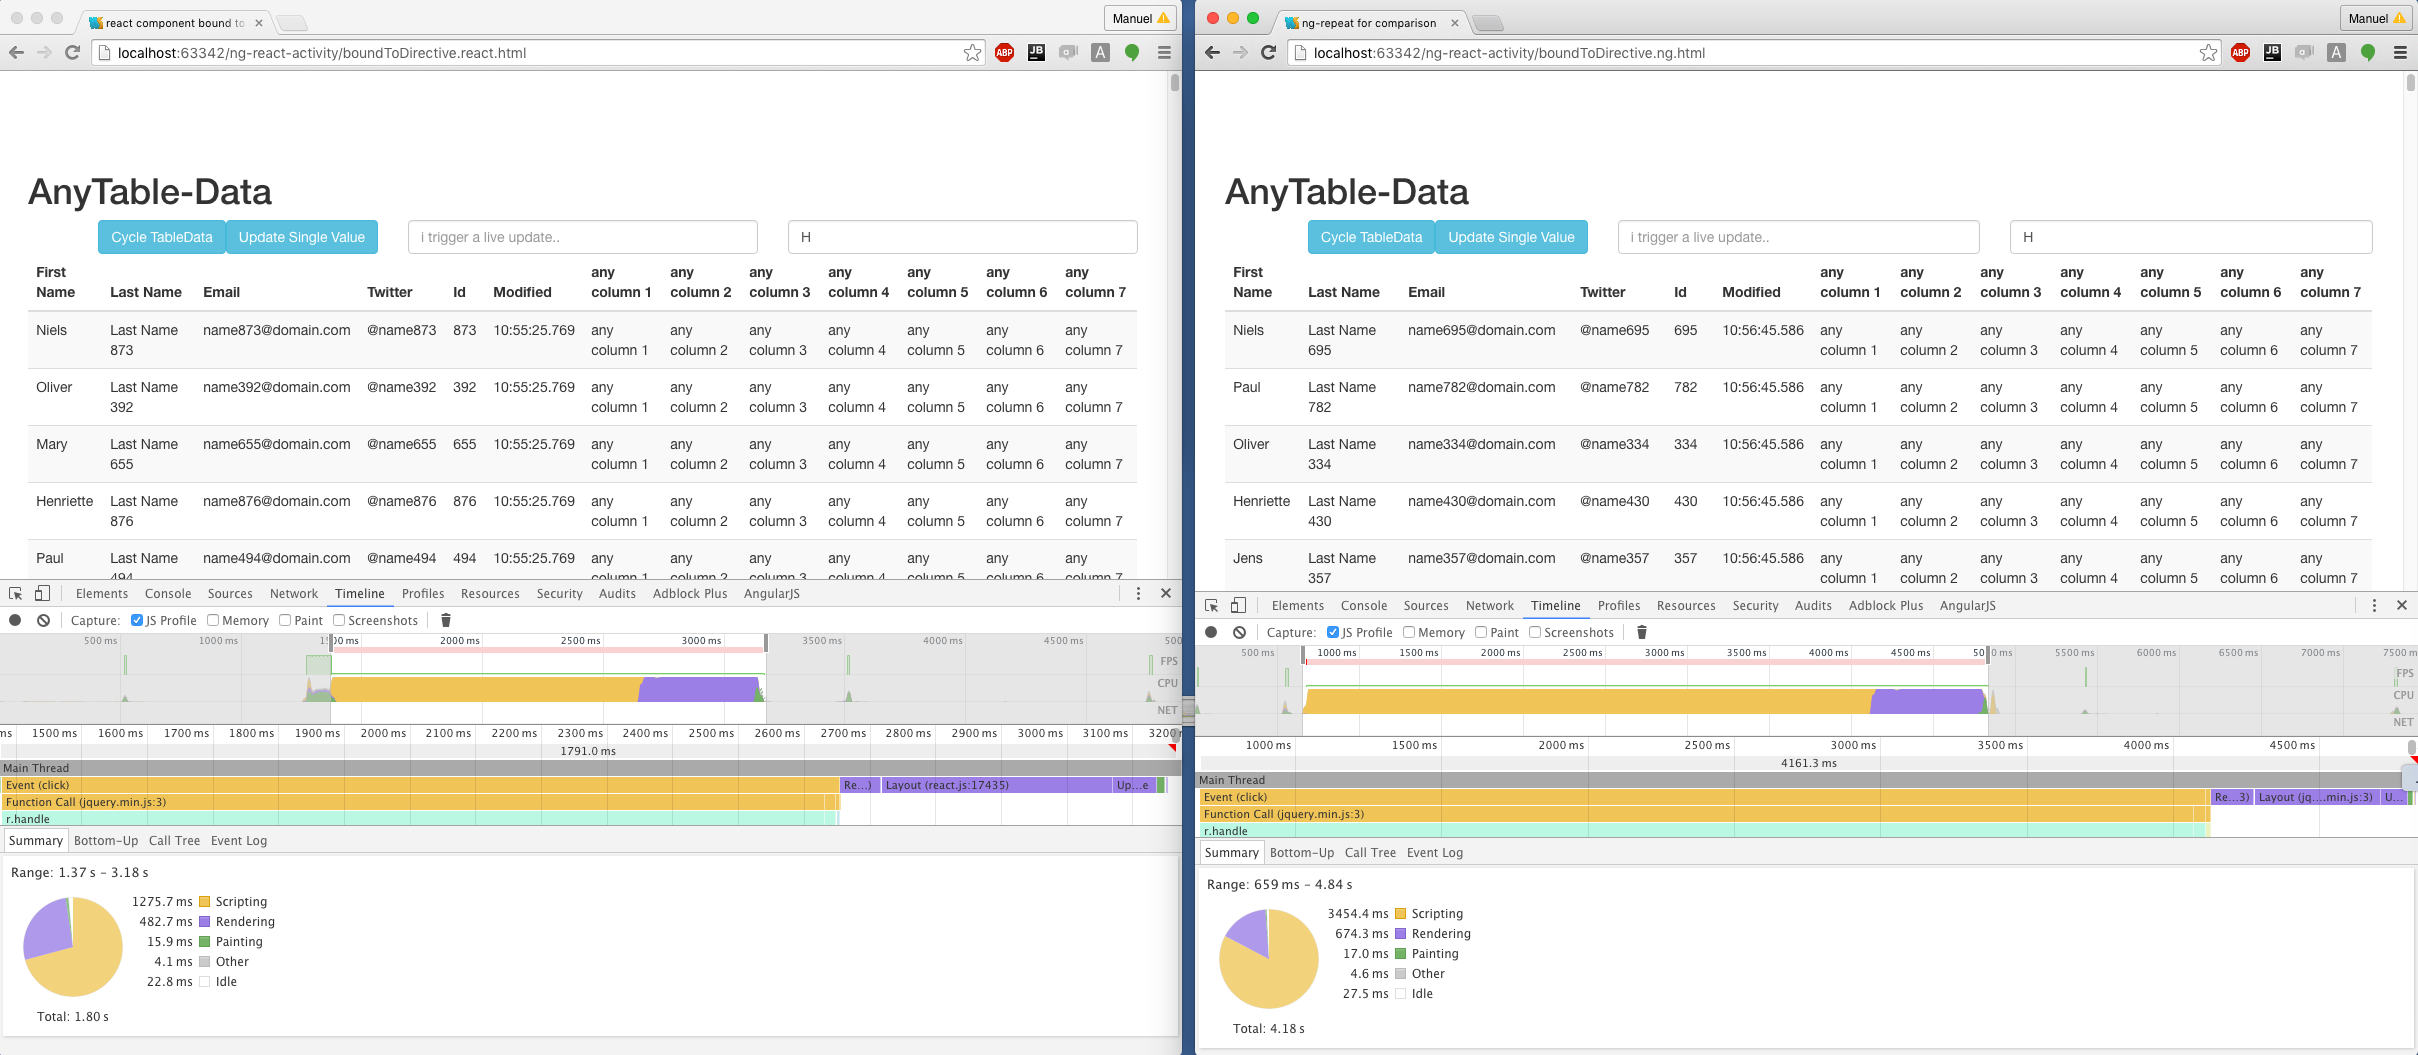 react component bound to
Manuel
localhost:63342/ng-react-activity/boundToDirective.react.html
ABP
JB
A
AnyTable-Data
Cycle TableData Update Single Value i trigger a live update.. H
First Name Last Name Email Twitter Id Modified any column 1 any column 2 any column 3 any column 4 any column 5 any column 6 any column 7
Niels Last Name 873 name873@domain.com @name873 873 10:55:25.769 any column 1 any column 2 any column 3 any column 4 any column 5 any column 6 any column 7
Oliver Last Name 392 name392@domain.com @name392 392 10:55:25.769 any column 1 any column 2 any column 3 any column 4 any column 5 any column 6 any column 7
Mary Last Name 655 name655@domain.com @name655 655 10:55:25.769 any column 1 any column 2 any column 3 any column 4 any column 5 any column 6 any column 7
Henriette Last Name 876 name876@domain.com @name876 876 10:55:25.769 any column 1 any column 2 any column 3 any column 4 any column 5 any column 6 any column 7
Paul Last Name 494 name494@domain.com @name494 494 10:55:25.769 any column 1 any column 2 any column 3 any column 4 any column 5 any column 6 any column 7
Elements Console Sources Network Timeline Profiles Resources Security Audits Adblock Plus AngularJS
Capture: JS Profile Memory Paint Screenshots
500 ms 1000 ms 2000 ms 2500 ms 3000 ms 3500 ms 4000 ms 4500 ms 500
FPS
CPU
NET
ms 1500 ms 1600 ms 1700 ms 1800 ms 1900 ms 2000 ms 2100 ms 2200 ms 2300 ms 2400 ms 2500 ms 2600 ms 2700 ms 2800 ms 2900 ms 3000 ms 3100 ms 3200
1791.0 ms
Main Thread
Event (click) Re...) Layout (react.js:17435) Up...e
Function Call (jquery.min.js:3)
r.handle
Summary Bottom-Up Call Tree Event Log
Range: 1.37 s – 3.18 s
1275.7 ms Scripting
482.7 ms Rendering
15.9 ms Painting
4.1 ms Other
22.8 ms Idle
Total: 1.80 s
ng-repeat for comparison
Manuel
localhost:63342/ng-react-activity/boundToDirective.ng.html
ABP
JB
A
AnyTable-Data
Cycle TableData Update Single Value i trigger a live update.. H
First Name Last Name Email Twitter Id Modified any column 1 any column 2 any column 3 any column 4 any column 5 any column 6 any column 7
Niels Last Name 695 name695@domain.com @name695 695 10:56:45.586 any column 1 any column 2 any column 3 any column 4 any column 5 any column 6 any column 7
Paul Last Name 782 name782@domain.com @name782 782 10:56:45.586 any column 1 any column 2 any column 3 any column 4 any column 5 any column 6 any column 7
Oliver Last Name 334 name334@domain.com @name334 334 10:56:45.586 any column 1 any column 2 any column 3 any column 4 any column 5 any column 6 any column 7
Henriette Last Name 430 name430@domain.com @name430 430 10:56:45.586 any column 1 any column 2 any column 3 any column 4 any column 5 any column 6 any column 7
Jens Last Name 357 name357@domain.com @name357 357 10:56:45.586 any column 1 any column 2 any column 3 any column 4 any column 5 any column 6 any column 7
Elements Console Sources Network Timeline Profiles Resources Security Audits Adblock Plus AngularJS
Capture: JS Profile Memory Paint Screenshots
500 ms 1000 ms 1500 ms 2000 ms 2500 ms 3000 ms 3500 ms 4000 ms 4500 ms 5500 ms 6000 ms 6500 ms 7000 ms 7500 m
FPS
CPU
NET
1000 ms 1500 ms 2000 ms 2500 ms 3000 ms 3500 ms 4000 ms 4500 ms
4161.3 ms
Main Thread
Event (click) Re...3) Layout (jq....min.js:3) U...
Function Call (jquery.min.js:3)
r.handle
Summary Bottom-Up Call Tree Event Log
Range: 659 ms – 4.84 s
3454.4 ms Scripting
674.3 ms Rendering
17.0 ms Painting
4.6 ms Other
27.5 ms Idle
Total: 4.18 s